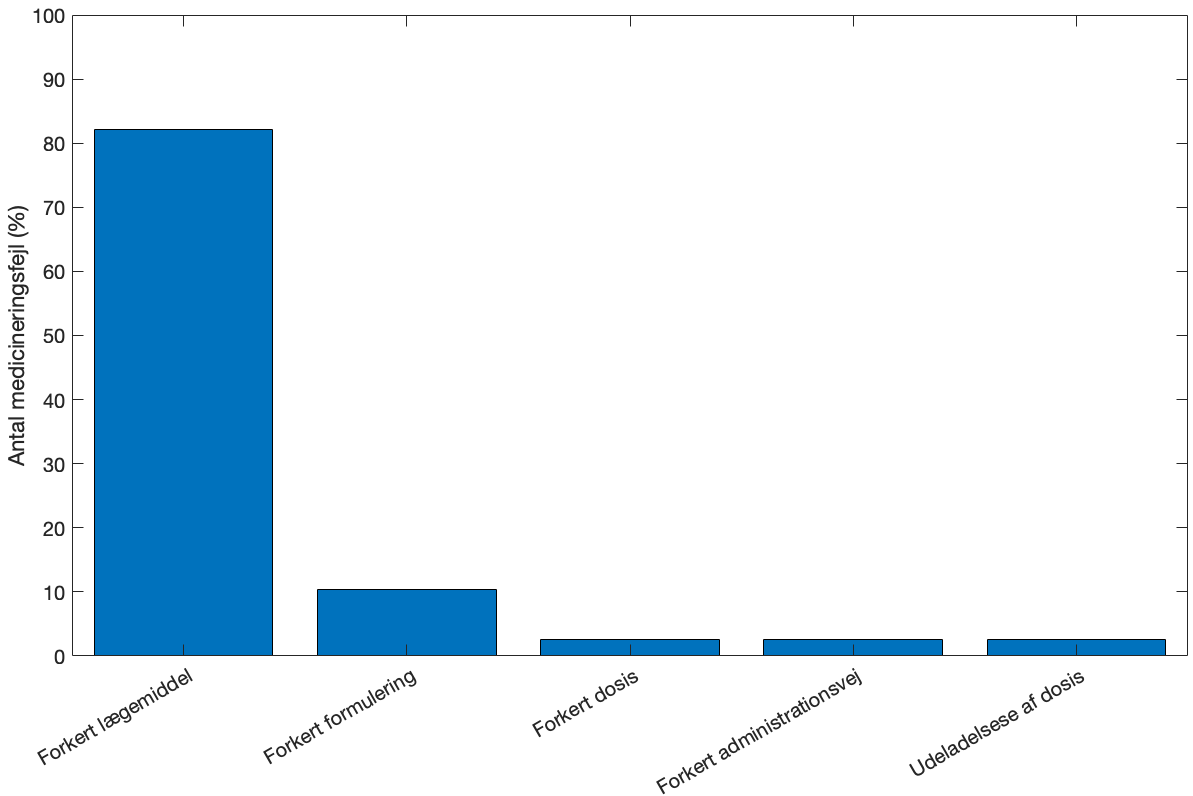 Antal medicineringsfejl (%)
100
90
80
70
60
50
40
30
20
10
0
Forkert lægemiddel
Forkert formulering
Forkert dosis
Forkert administrationsvej
Udeladelsese af dosis